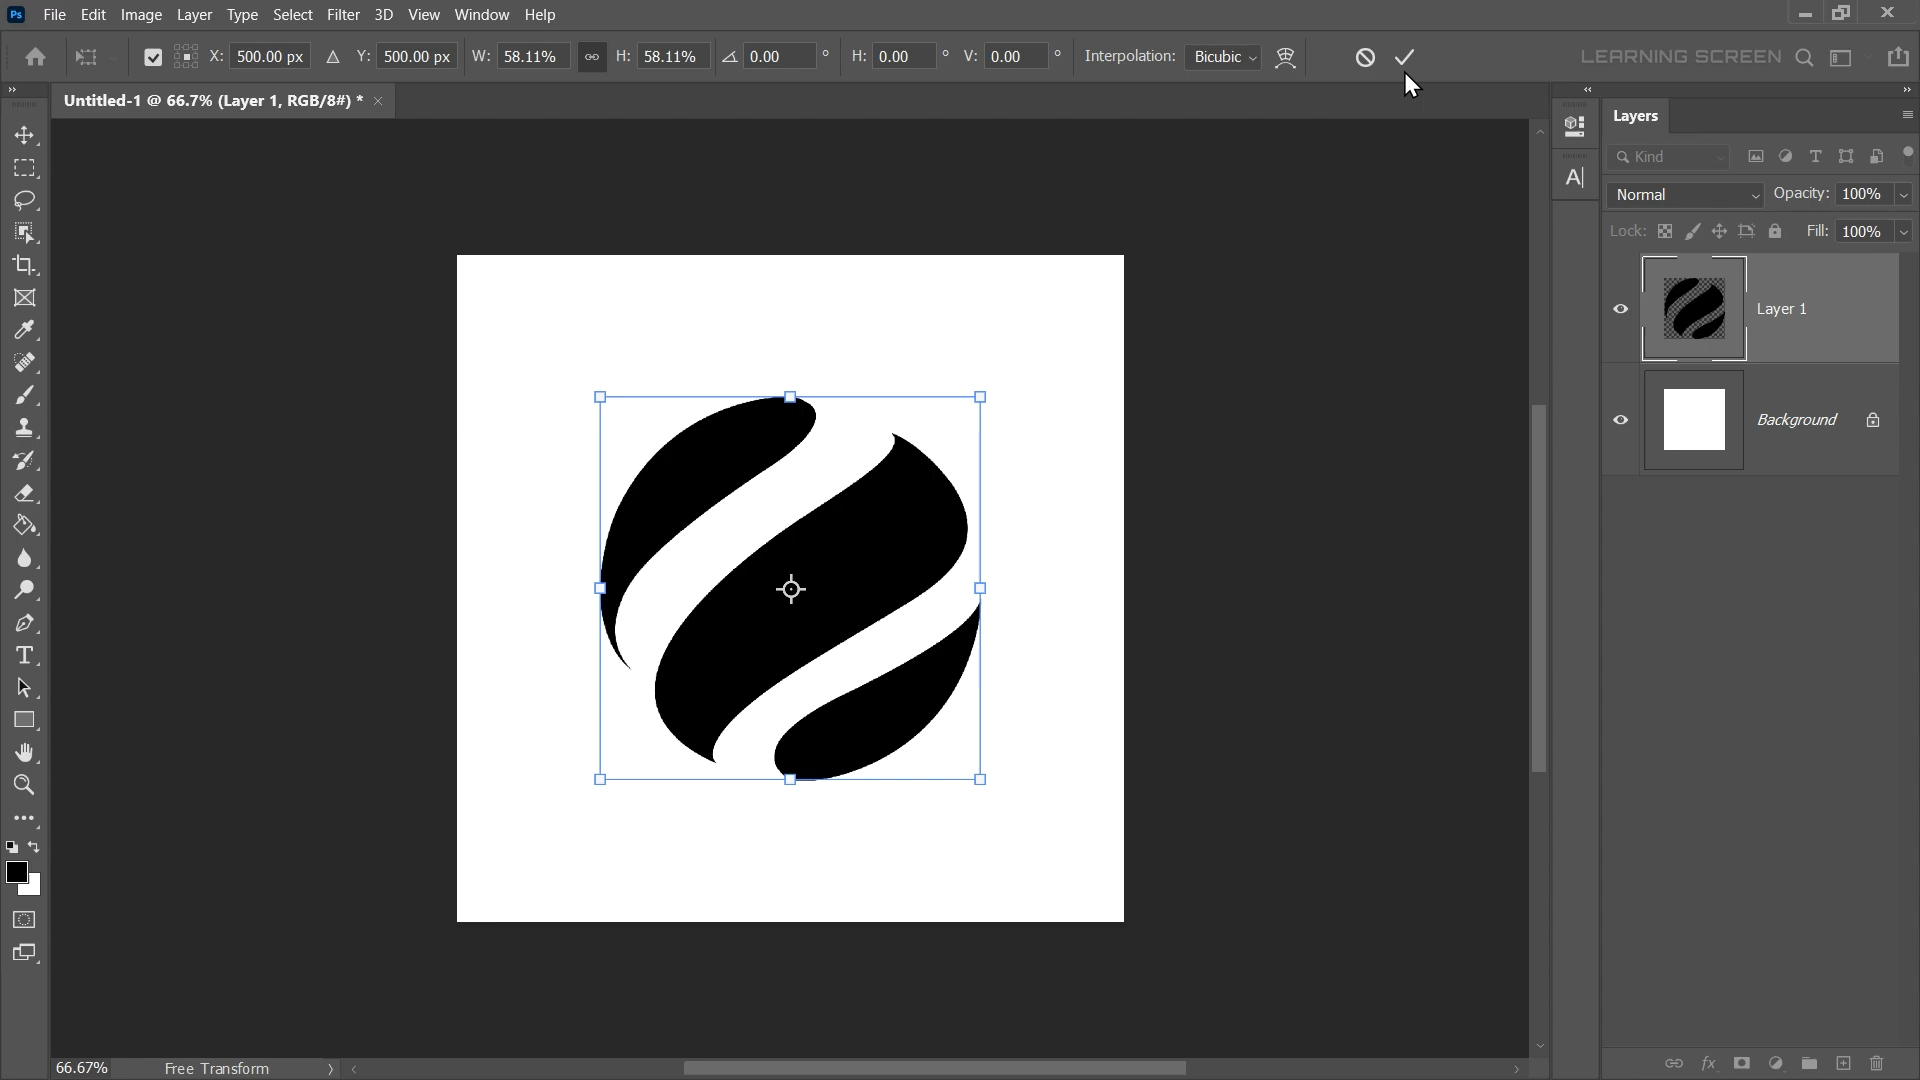 Ps File Edit Image Layer Type Select Filter 3D View Window Help
X: 500.00 px Y: 500.00 px W: 58.11% H: 58.11% 0.00 ° H: 0.00 ° V: 0.00 ° Interpolation: Bicubic LEARNING SCREEN
Untitled-1 @ 66.7% (Layer 1, RGB/8#) *
Layers
Kind
Normal Opacity: 100%
Lock: Fill: 100%
Layer 1
Background
66.67% Free Transform